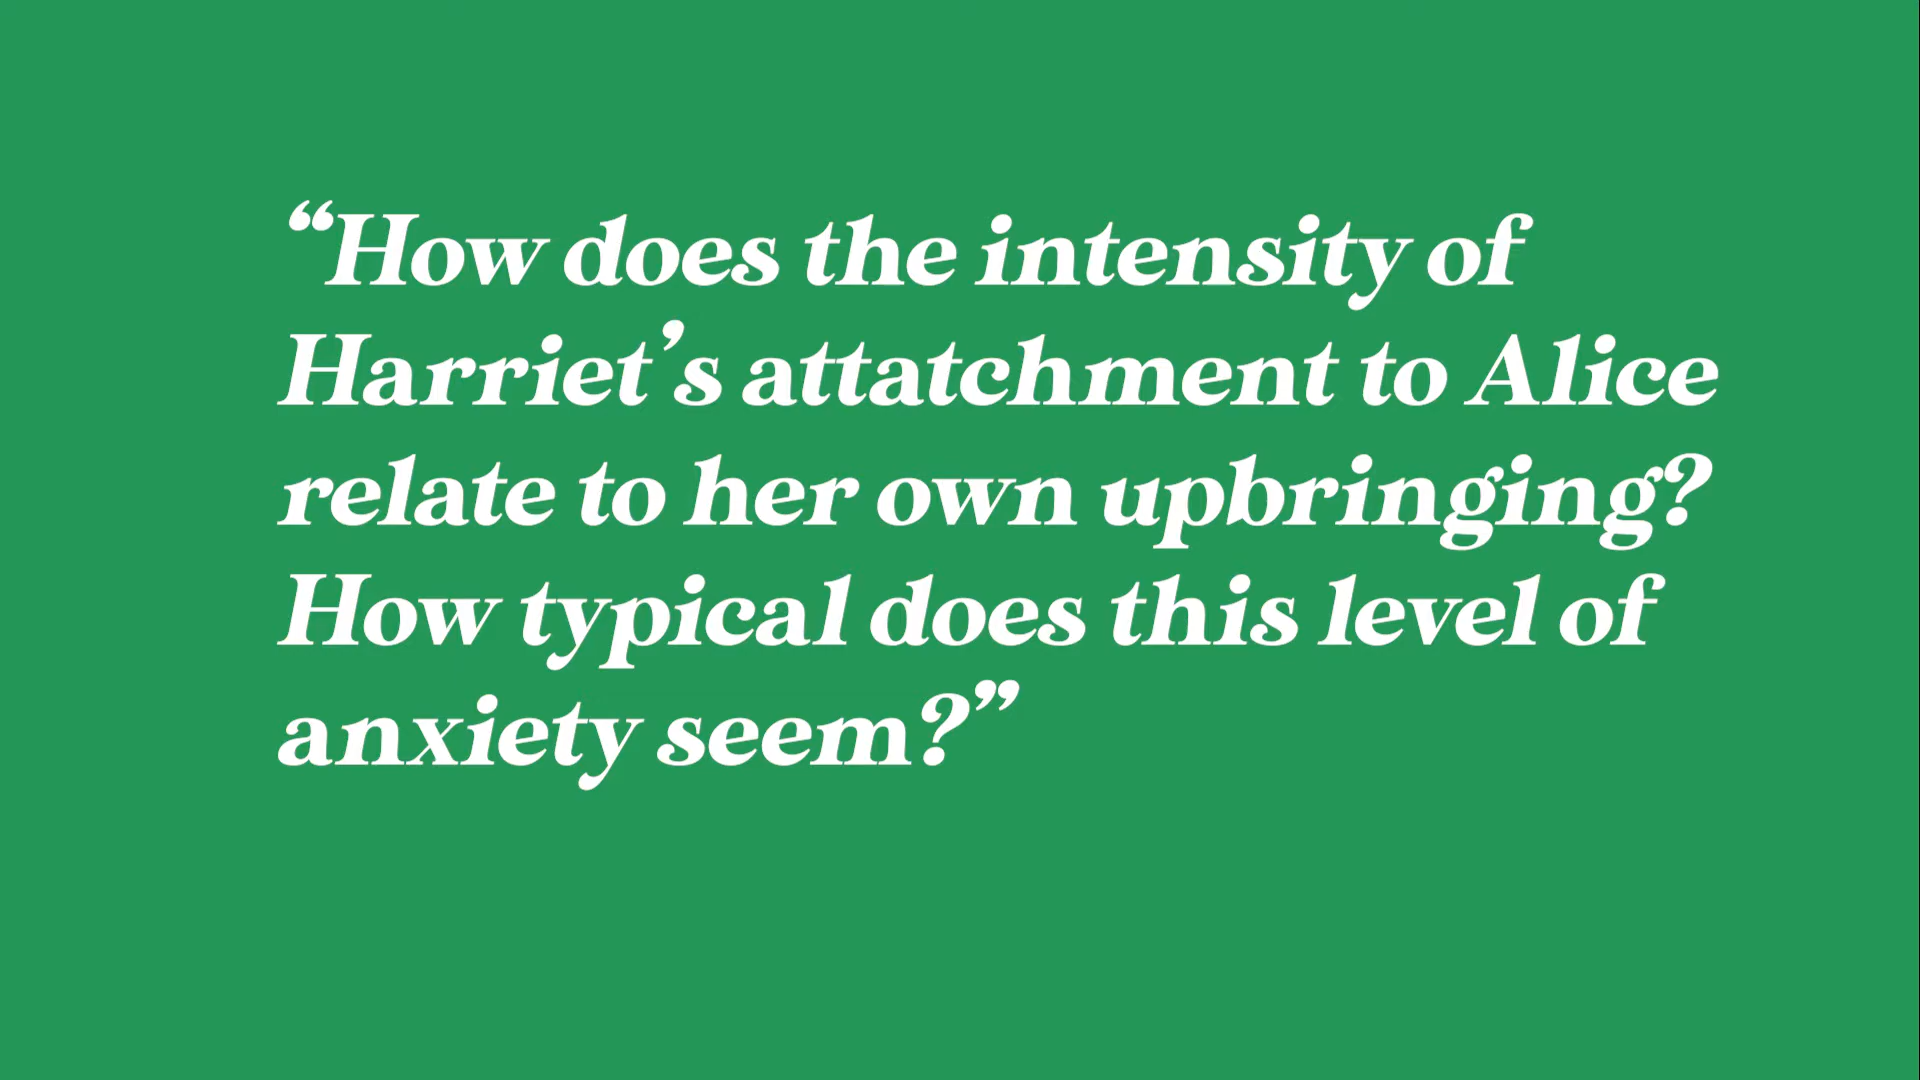 “How does the intensity of
Harriet’s attatchment to Alice
relate to her own upbringing?
How typical does this level of
anxiety seem?”